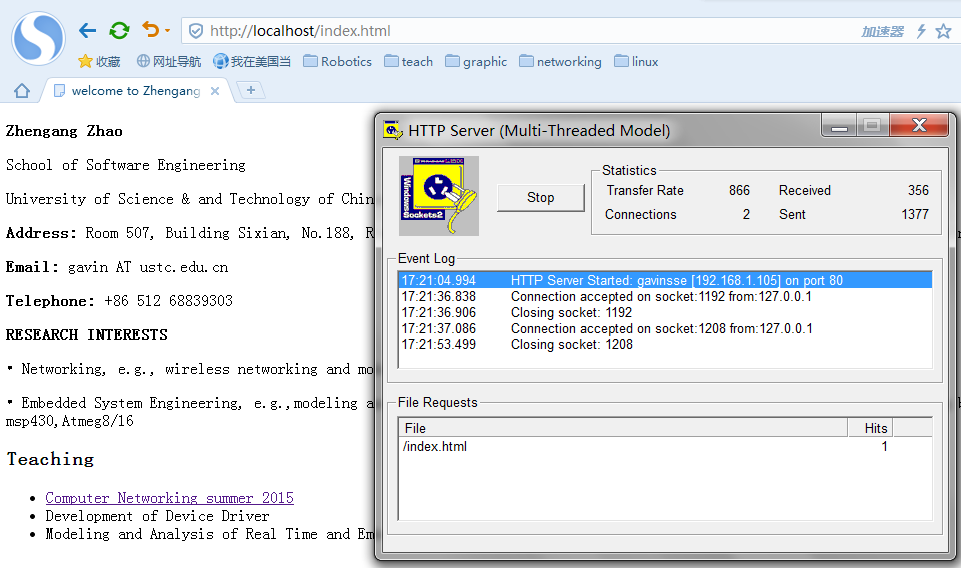 http://localhost/index.html
加速器
收藏
网址导航
我在美国当
Robotics
teach
graphic
networking
linux
welcome to Zhengang
Zhengang Zhao
School of Software Engineering
University of Science & and Technology of Chin
Address: Room 507, Building Sixian, No.188, R
Email: gavin AT ustc.edu.cn
Telephone: +86 512 68839303
RESEARCH INTERESTS
• Networking, e.g., wireless networking and mo
• Embedded System Engineering, e.g.,modeling a
msp430,Atmeg8/16
Teaching
• Computer Networking summer 2015
• Development of Device Driver
• Modeling and Analysis of Real Time and Em
HTTP Server (Multi-Threaded Model)
Windows
Sockets2
Stop
Statistics
Transfer Rate 866 Received 356
Connections 2 Sent 1377
Event Log
17:21:04.994 HTTP Server Started: gavinsse [192.168.1.105] on port 80
17:21:36.838 Connection accepted on socket:1192 from:127.0.0.1
17:21:36.906 Closing socket: 1192
17:21:37.086 Connection accepted on socket:1208 from:127.0.0.1
17:21:53.499 Closing socket: 1208
File Requests
File Hits
/index.html 1